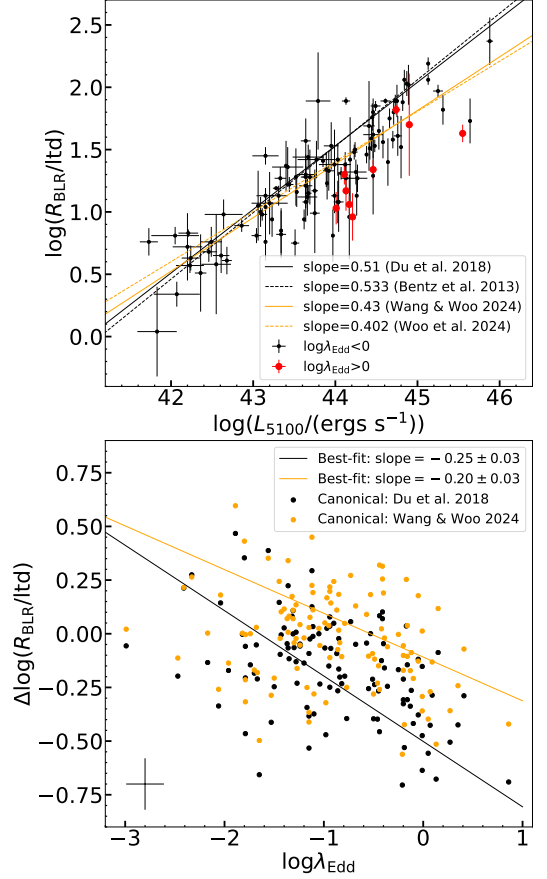 log(R_BLR/ltd)
2.5
2.0
1.5
1.0
0.5
0.0
slope=0.51 (Du et al. 2018)
slope=0.533 (Bentz et al. 2013)
slope=0.43 (Wang & Woo 2024)
slope=0.402 (Woo et al. 2024)
logλ_Edd<0
logλ_Edd>0
42 43 44 45 46
log(L_5100/(ergs s⁻¹))
Δlog(R_BLR/ltd)
0.75
0.50
0.25
0.00
−0.25
−0.50
−0.75
Best-fit: slope = −0.25 ± 0.03
Best-fit: slope = −0.20 ± 0.03
Canonical: Du et al. 2018
Canonical: Wang & Woo 2024
−3 −2 −1 0 1
logλ_Edd